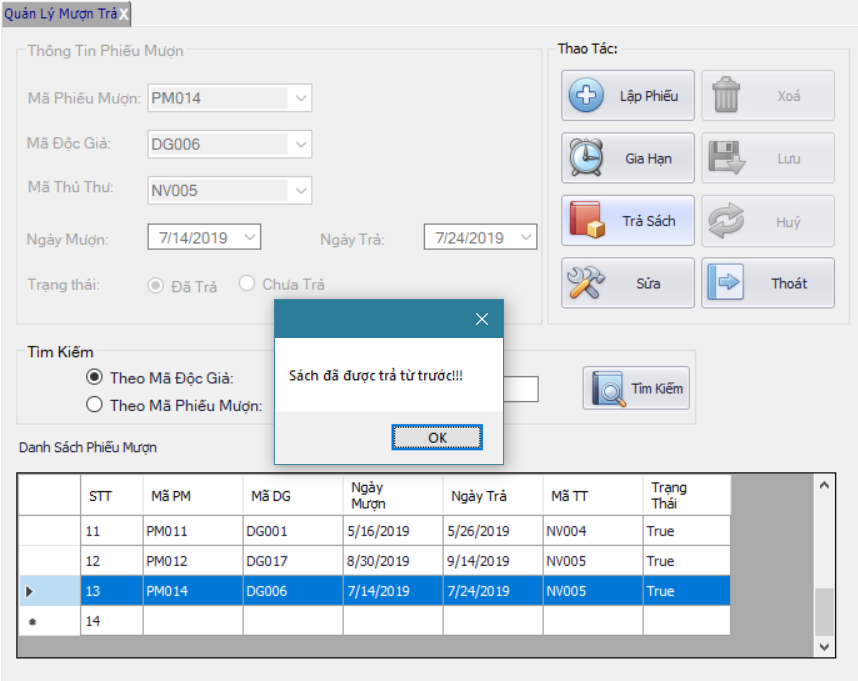 Quản Lý Mượn Trả X
Thông Tin Phiếu Mượn
Mã Phiếu Mượn: PM014
Mã Độc Giả: DG006
Mã Thủ Thư: NV005
Ngày Mượn: 7/14/2019 Ngày Trả: 7/24/2019
Trạng thái: Đã Trả Chưa Trả
Thao Tác:
Lập Phiếu Xoá
Gia Hạn Lưu
Trả Sách Huỷ
Sửa Thoát
Sách đã được trả từ trước!!!
OK
Tìm Kiếm
Theo Mã Độc Giả:
Theo Mã Phiếu Mượn:
Tìm Kiếm
Danh Sách Phiếu Mượn
STT Mã PM Mã DG Ngày Mượn Ngày Trả Mã TT Trạng Thái
11 PM011 DG001 5/16/2019 5/26/2019 NV004 True
12 PM012 DG017 8/30/2019 9/14/2019 NV005 True
13 PM014 DG006 7/14/2019 7/24/2019 NV005 True
14